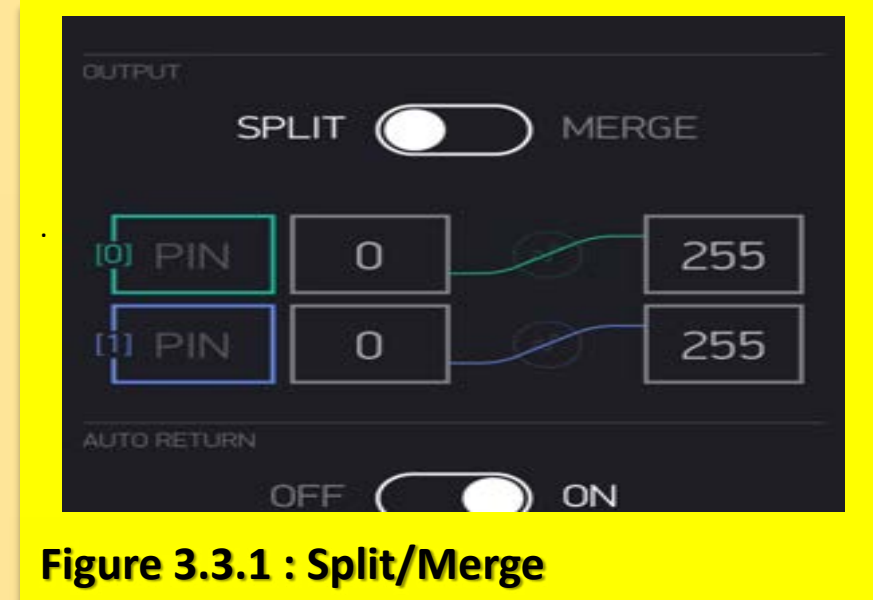 OUTPUT
SPLIT MERGE
[0] PIN 0 255
[1] PIN 0 255
AUTO RETURN
OFF ON
Figure 3.3.1 : Split/Merge